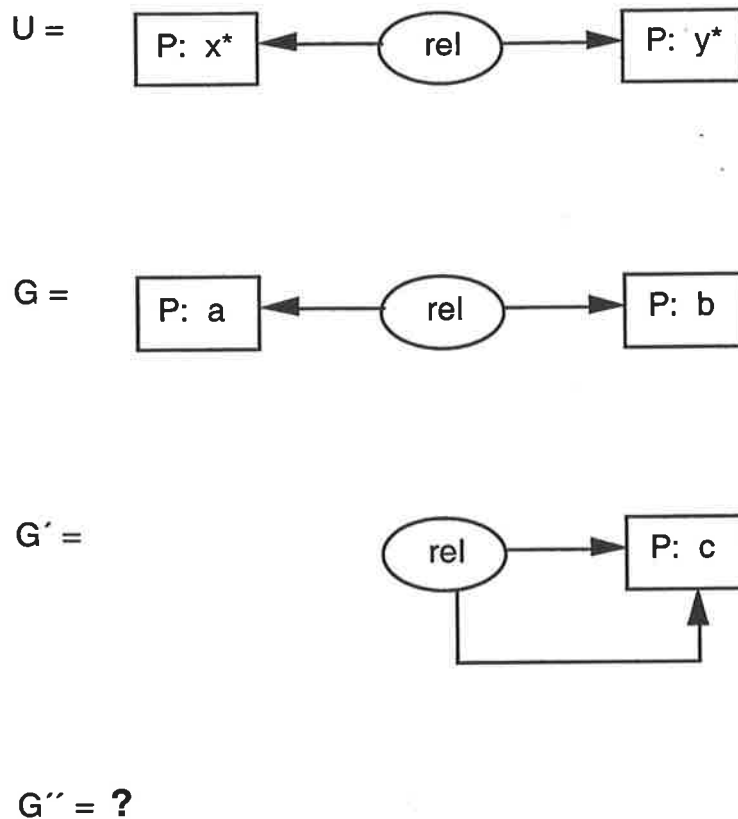 U = P: x* rel P: y*
G = P: a rel P: b
G´ = rel P: c
G´´ = ?